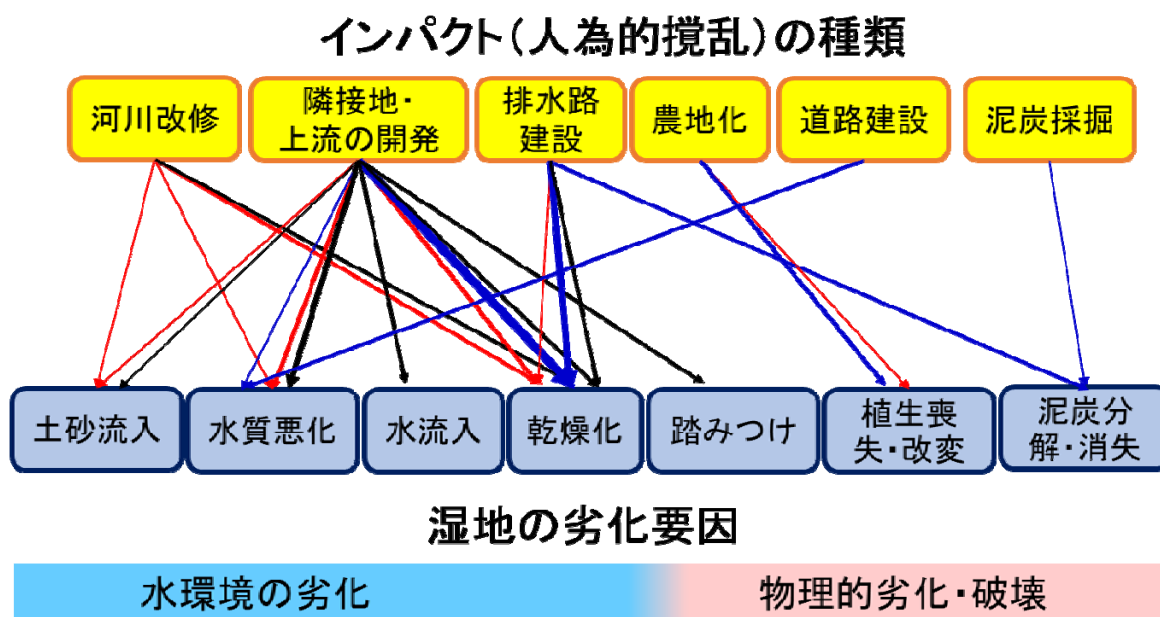 インパクト(人為的撹乱)の種類
河川改修
隣接地・
上流の開発
排水路
建設
農地化
道路建設
泥炭採掘
土砂流入
水質悪化
水流入
乾燥化
踏みつけ
植生喪
失・改変
泥炭分
解・消失
湿地の劣化要因
水環境の劣化
物理的劣化・破壊